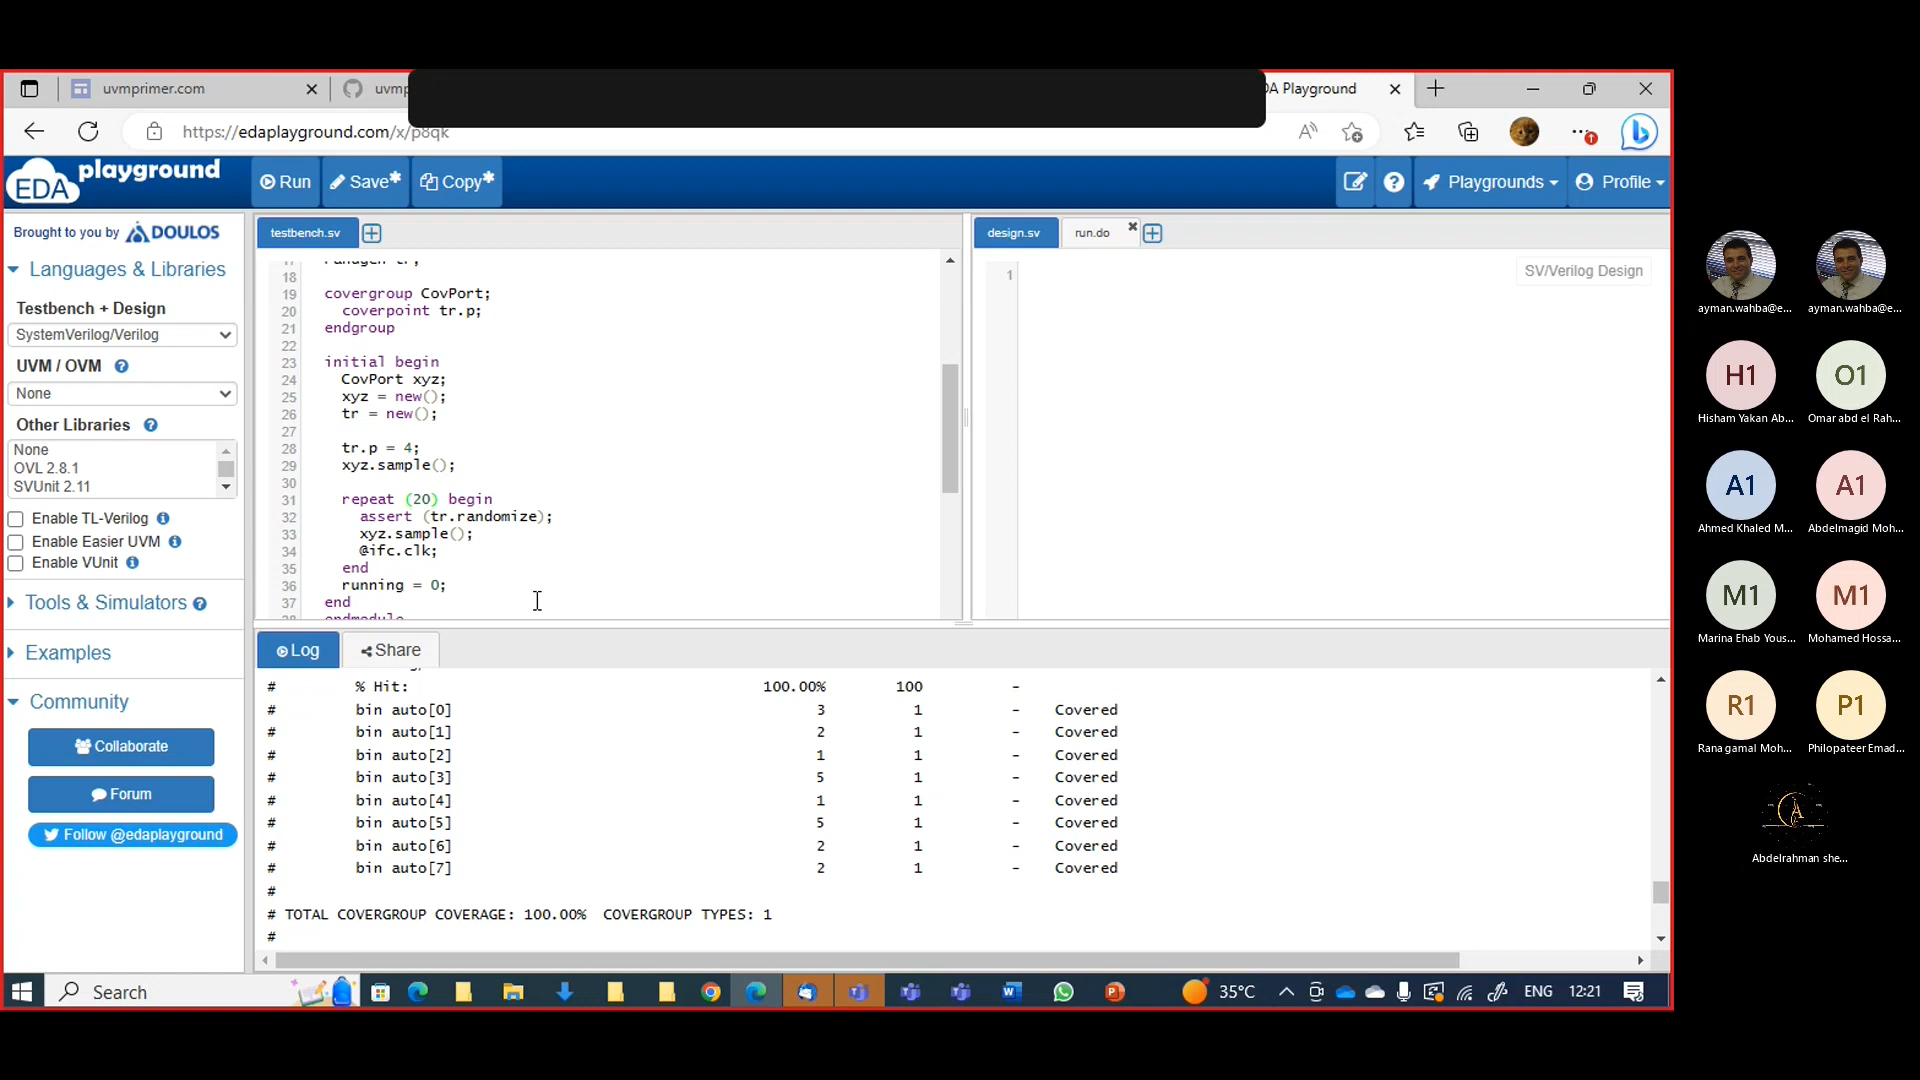 uvmprimer.com
uvmp
DA Playground
https://edaplayground.com/x/p8qk
EDA playground
Run
Save*
Copy*
Playgrounds
Profile
Brought to you by DOULOS
Languages & Libraries
Testbench + Design
SystemVerilog/Verilog
UVM / OVM
None
Other Libraries
None
OVL 2.8.1
SVUnit 2.11
Enable TL-Verilog
Enable Easier UVM
Enable VUnit
Tools & Simulators
Examples
Community
Collaborate
Forum
Follow @edaplayground
testbench.sv
18
19 covergroup CovPort;
20 coverpoint tr.p;
21 endgroup
22
23 initial begin
24 CovPort xyz;
25 xyz = new();
26 tr = new();
27
28 tr.p = 4;
29 xyz.sample();
30
31 repeat (20) begin
32 assert (tr.randomize);
33 xyz.sample();
34 @ifc.clk;
35 end
36 running = 0;
37 end
design.sv
run.do
1
SV/Verilog Design
Log
Share
# % Hit: 100.00% 100 -
# bin auto[0] 3 1 - Covered
# bin auto[1] 2 1 - Covered
# bin auto[2] 1 1 - Covered
# bin auto[3] 5 1 - Covered
# bin auto[4] 1 1 - Covered
# bin auto[5] 5 1 - Covered
# bin auto[6] 2 1 - Covered
# bin auto[7] 2 1 - Covered
#
# TOTAL COVERGROUP COVERAGE: 100.00% COVERGROUP TYPES: 1
#
Search
35°C
ENG
12:21
ayman.wahba@e...
ayman.wahba@e...
H1
Hisham Yakan Ab...
O1
Omar abd el Rah...
A1
Ahmed Khaled M...
A1
Abdelmagid Moh...
M1
Marina Ehab Yous...
M1
Mohamed Hossa...
R1
Rana gamal Moh...
P1
Philopateer Emad...
Abdelrahman she...